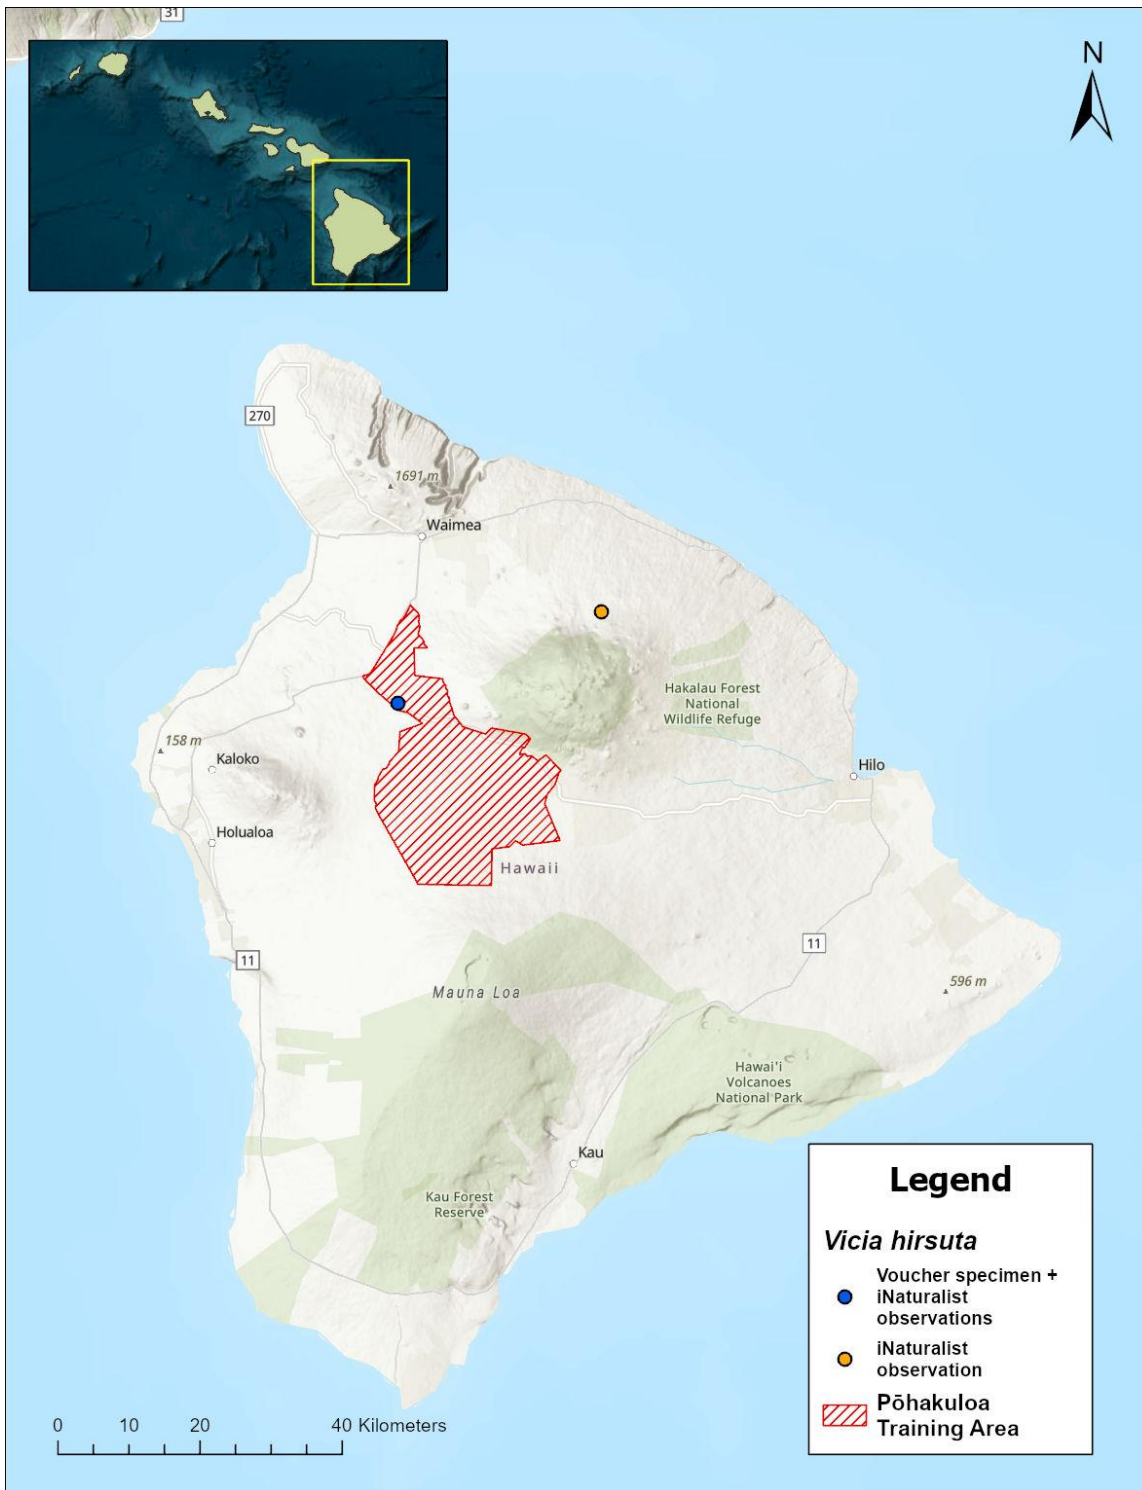 31
N
270
1691 m
Waimea
Hakalau Forest
National
Wildlife Refuge
158 m
Kaloko
Hilo
Holualoa
Hawaii
11
11
Mauna Loa
596 m
Hawai'i
Volcanoes
National Park
Kau
Kau Forest
Reserve
Legend
Vicia hirsuta
Voucher specimen +
iNaturalist
observations
iNaturalist
observation
Pōhakuloa
Training Area
0 10 20 40 Kilometers